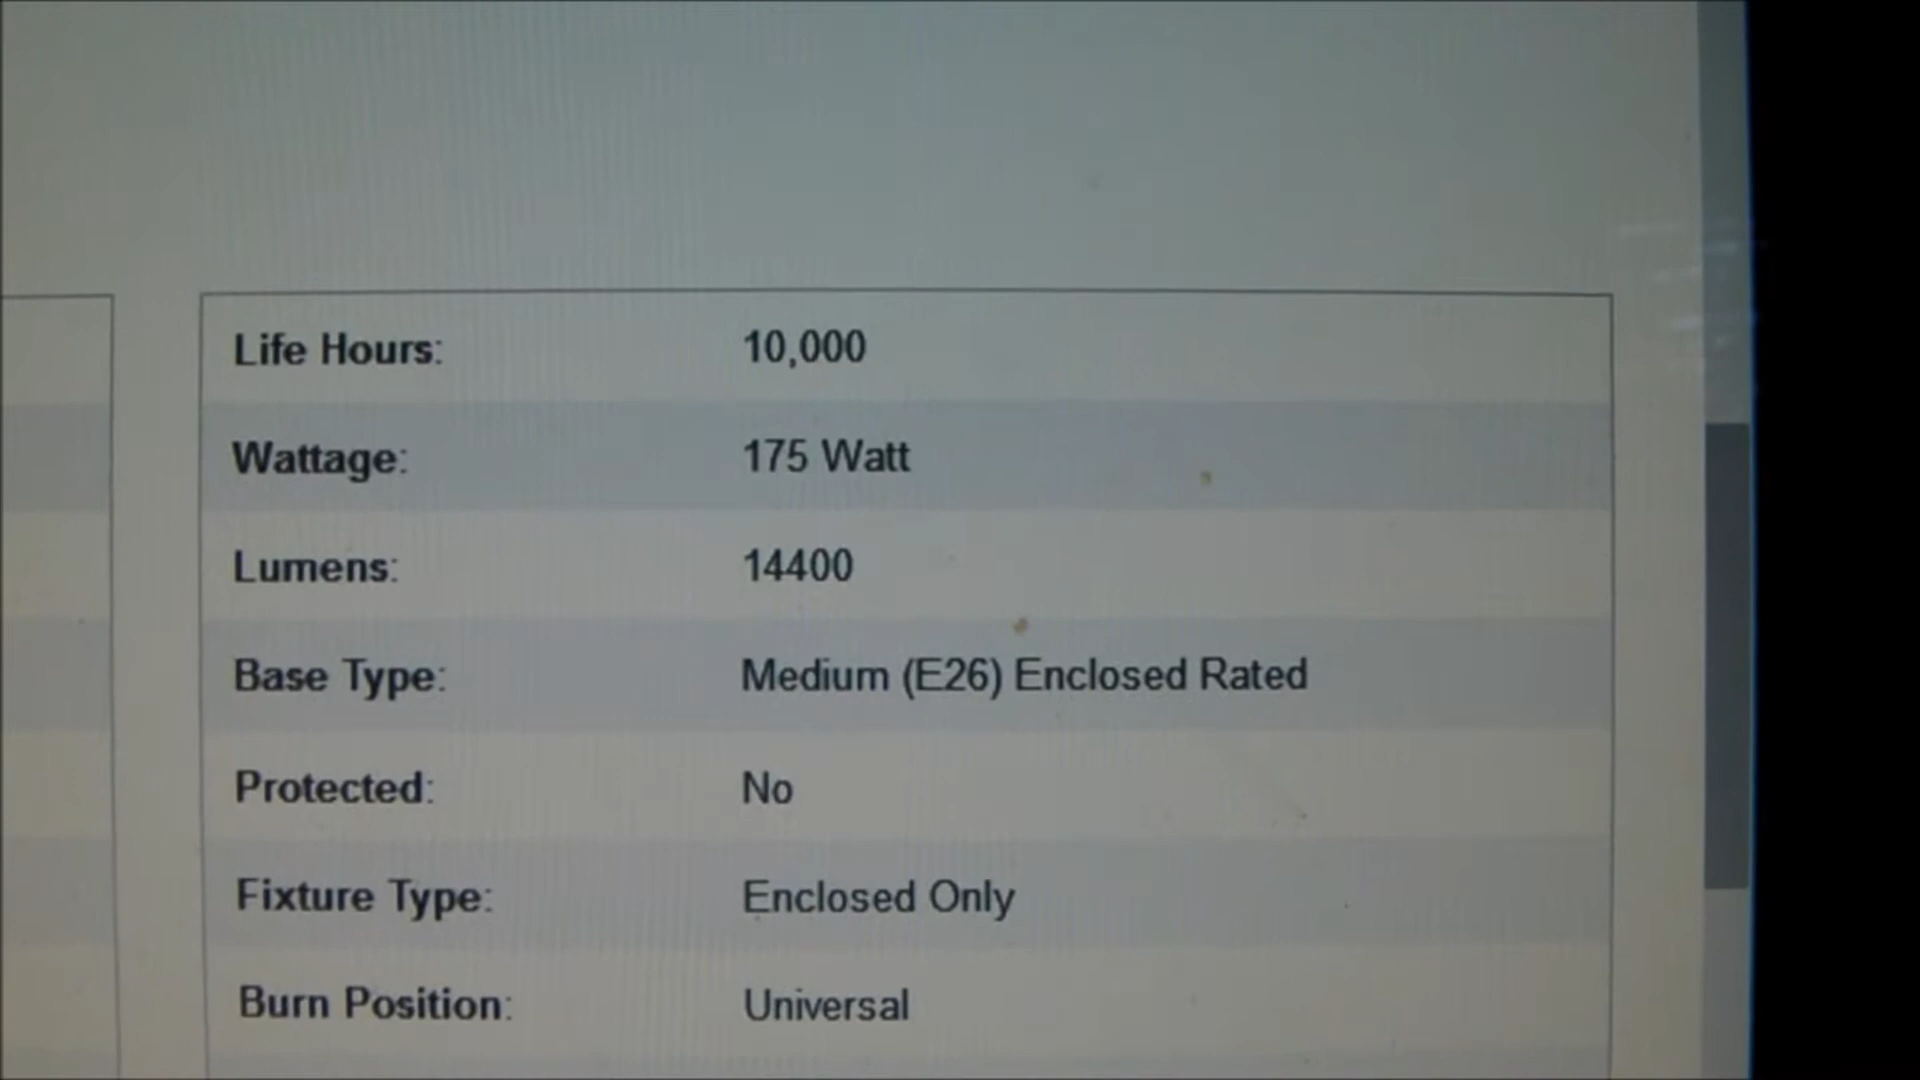 Life Hours: 10,000
Wattage: 175 Watt
Lumens: 14400
Base Type: Medium (E26) Enclosed Rated
Protected: No
Fixture Type: Enclosed Only
Burn Position: Universal